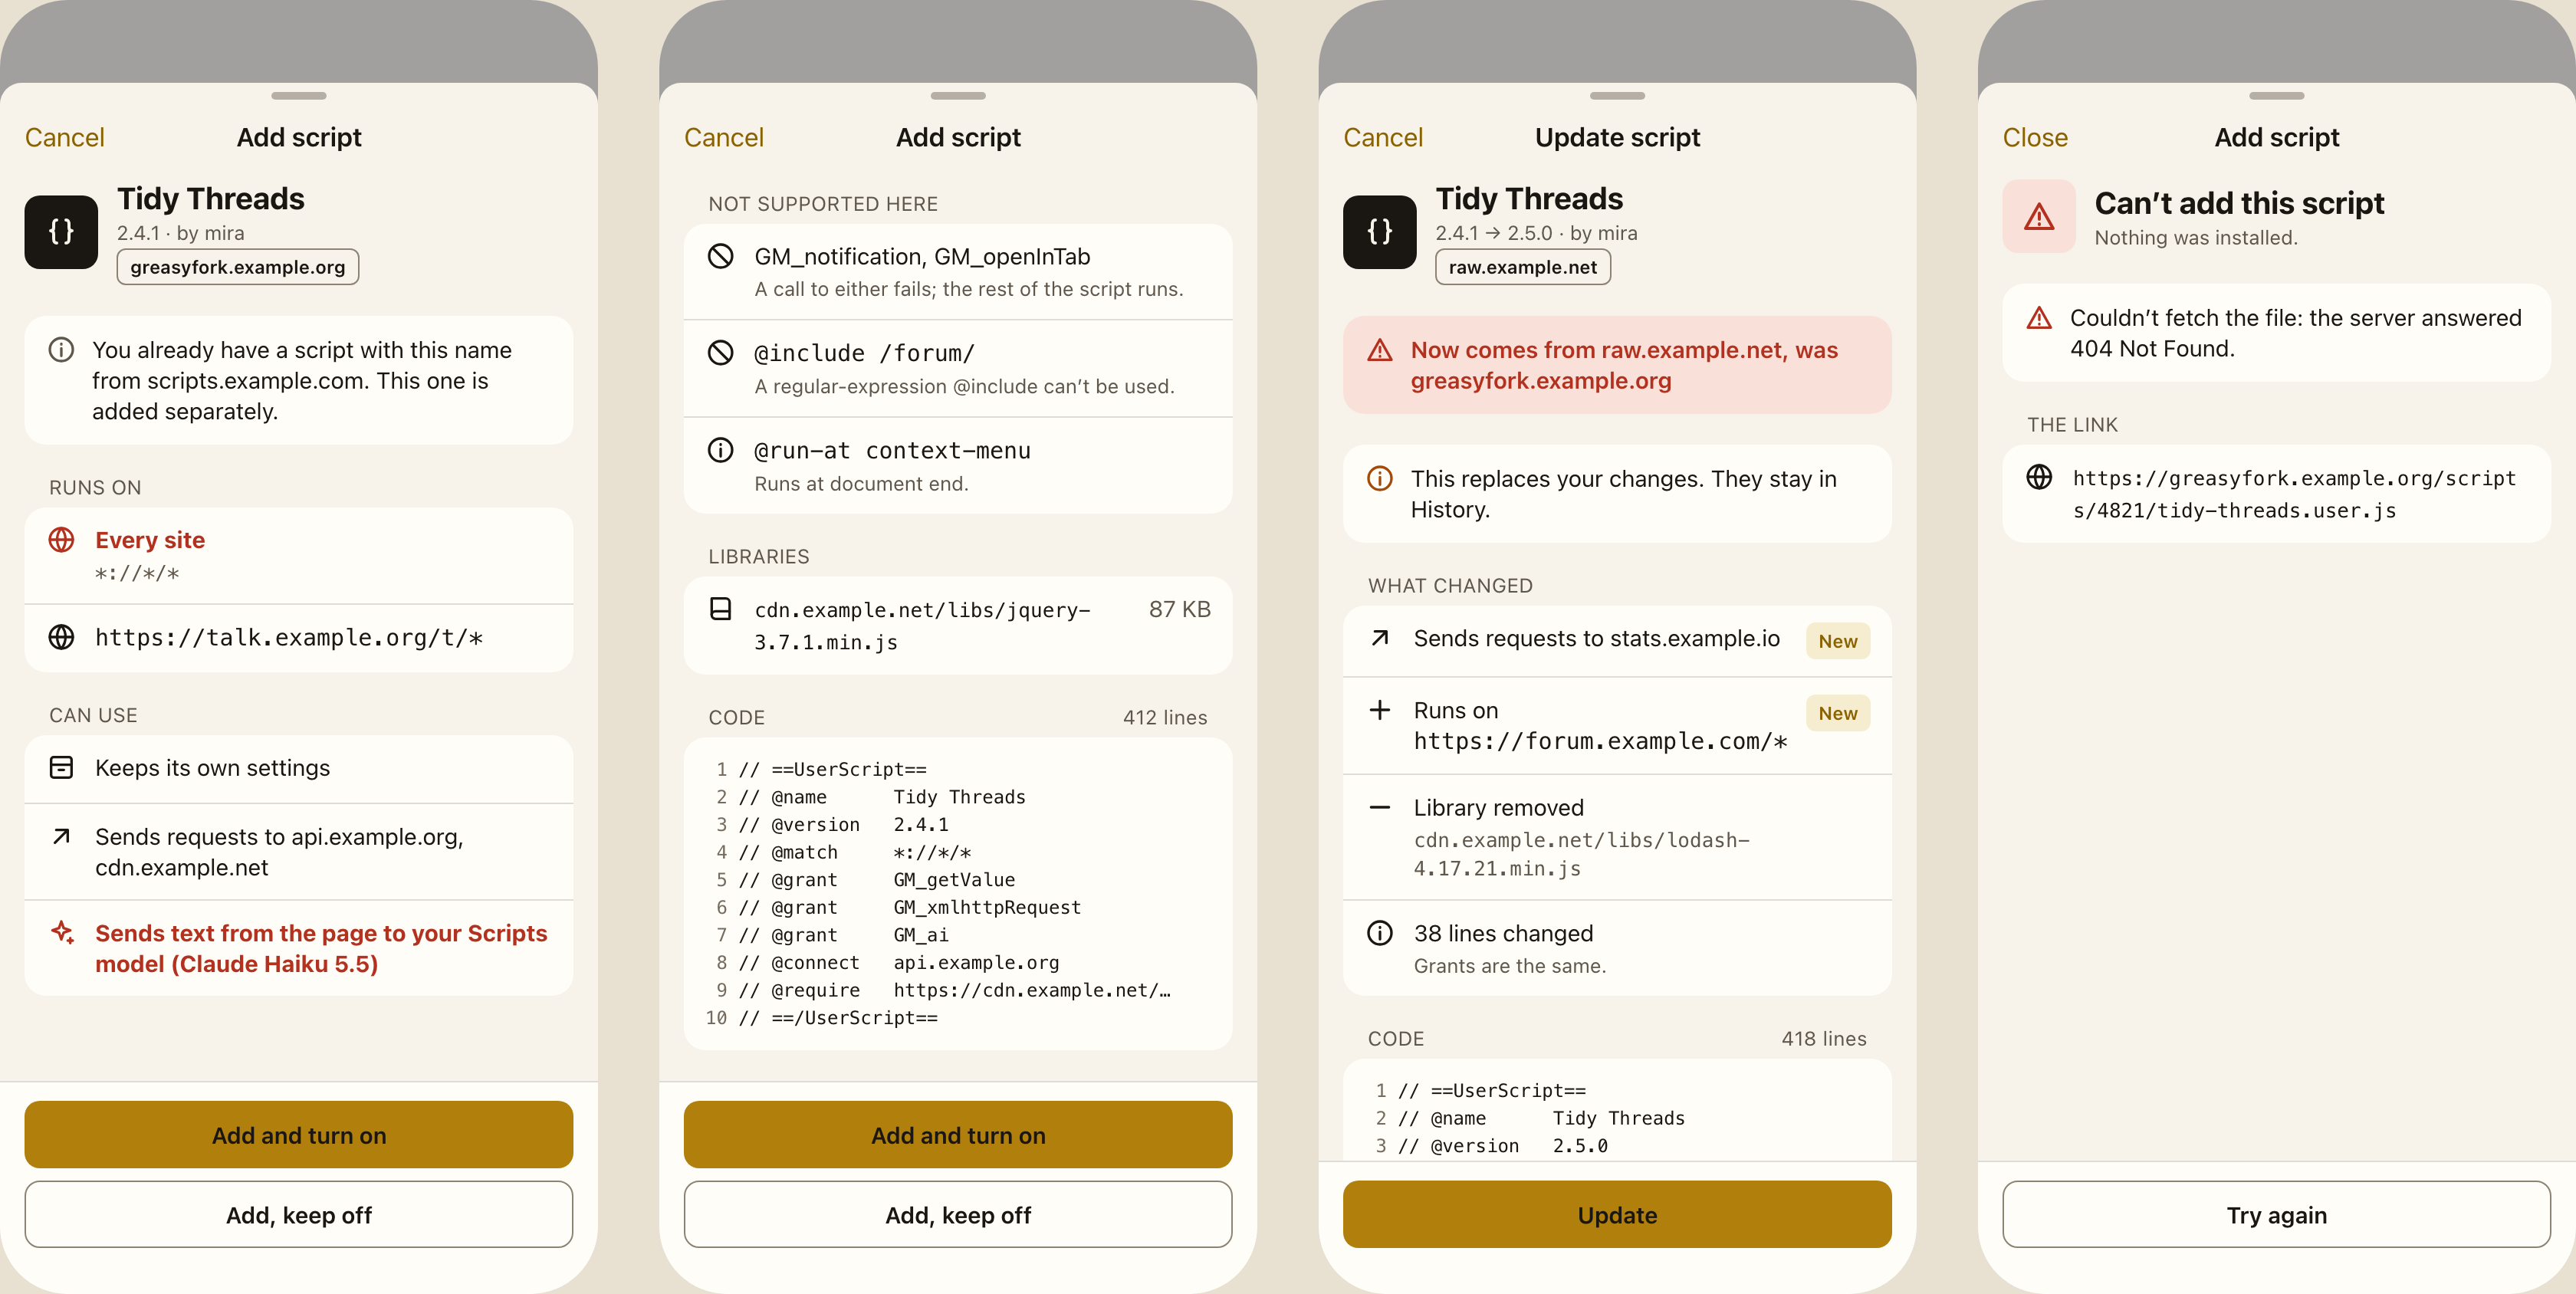 Cancel
Add script
{}
Tidy Threads
2.4.1 · by mira
greasyfork.example.org
You already have a script with this name
from scripts.example.com. This one is
added separately.
RUNS ON
Every site
*://*/*
https://talk.example.org/t/*
CAN USE
Keeps its own settings
Sends requests to api.example.org,
cdn.example.net
Sends text from the page to your Scripts
model (Claude Haiku 5.5)
Add and turn on
Add, keep off
Cancel
Add script
NOT SUPPORTED HERE
GM_notification, GM_openInTab
A call to either fails; the rest of the script runs.
@include /forum/
A regular-expression @include can’t be used.
@run-at context-menu
Runs at document end.
LIBRARIES
cdn.example.net/libs/jquery-
3.7.1.min.js
87 KB
CODE
412 lines
1 // ==UserScript==
2 // @name Tidy Threads
3 // @version 2.4.1
4 // @match *://*/*
5 // @grant GM_getValue
6 // @grant GM_xmlhttpRequest
7 // @grant GM_ai
8 // @connect api.example.org
9 // @require https://cdn.example.net/…
10 // ==/UserScript==
Add and turn on
Add, keep off
Cancel
Update script
{}
Tidy Threads
2.4.1 → 2.5.0 · by mira
raw.example.net
Now comes from raw.example.net, was
greasyfork.example.org
This replaces your changes. They stay in
History.
WHAT CHANGED
Sends requests to stats.example.io
New
Runs on
https://forum.example.com/*
New
Library removed
cdn.example.net/libs/lodash-
4.17.21.min.js
38 lines changed
Grants are the same.
CODE
418 lines
1 // ==UserScript==
2 // @name Tidy Threads
3 // @version 2.5.0
Update
Close
Add script
Can’t add this script
Nothing was installed.
Couldn’t fetch the file: the server answered
404 Not Found.
THE LINK
https://greasyfork.example.org/script
s/4821/tidy-threads.user.js
Try again